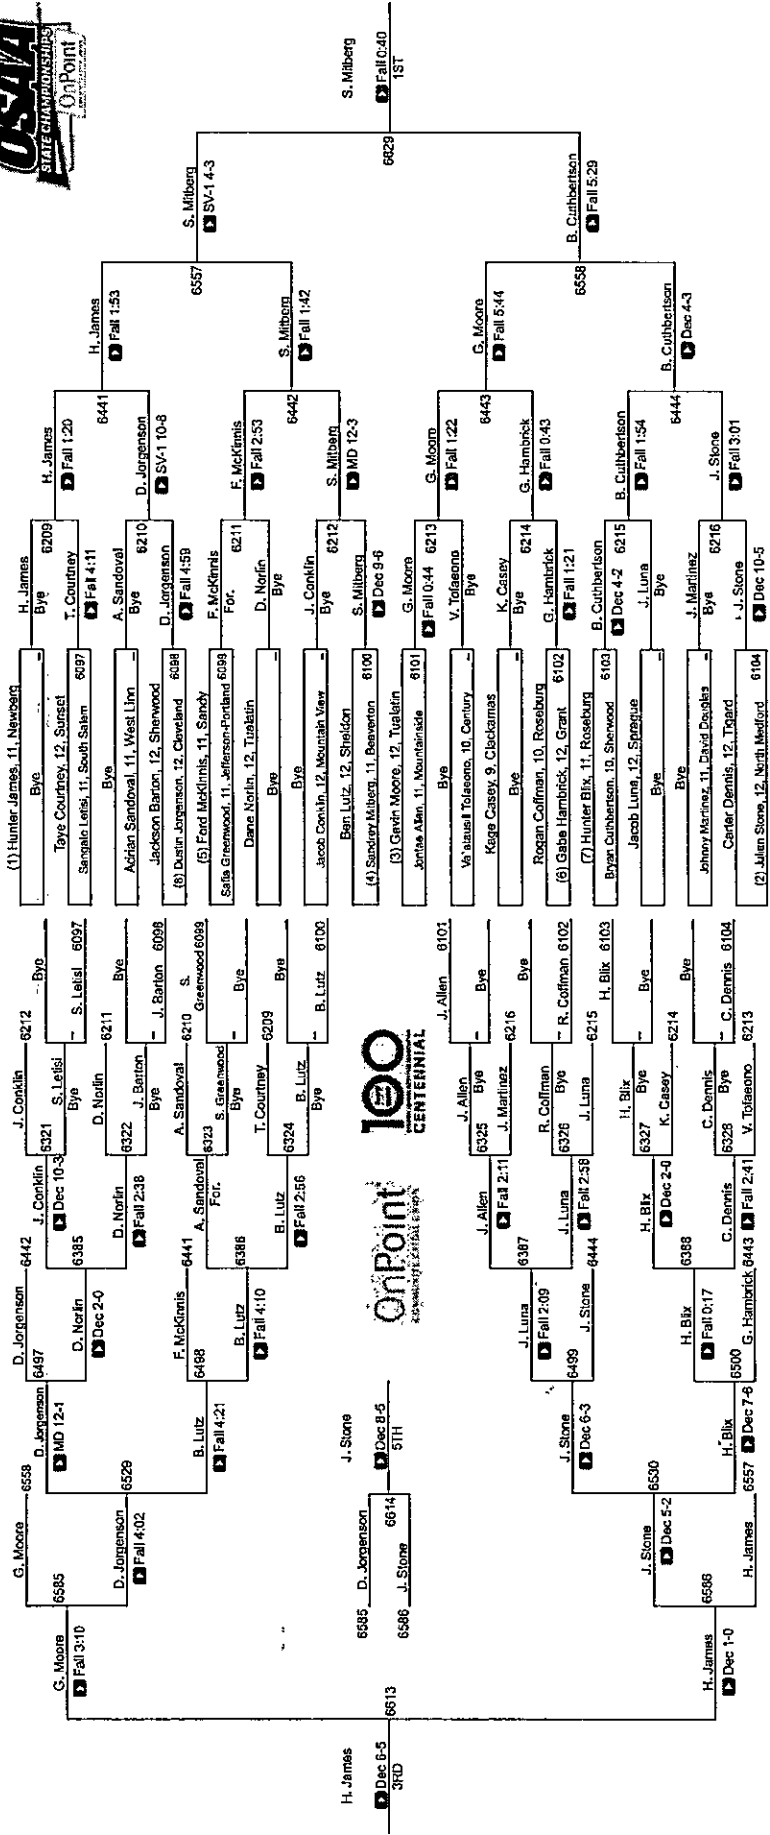 OSAA
STATE CHAMPIONSHIPS
OnPoint
(1) Hunter James, 11, Newberg
Bye
Taye Courtney, 12, Sunset
Sangalo Letisi, 11, South Salem 6097
Bye
Adrian Sandoval, 11, West Linn
Jackson Barton, 12, Sherwood
(8) Dustin Jorgenson, 12, Cleveland 6098
(5) Ford McKinnis, 11, Sandy
Safia Greenwood, 11, Jefferson-Portland 6099
Dane Norlin, 12, Tualatin
Bye
Bye
Jacob Conklin, 12, Mountain View
Ben Lutz, 12, Sheldon
(4) Sandrey Mitberg, 11, Beaverton 6100
(3) Gavin Moore, 12, Tualatin
Jontae Allen, 11, Mountainside 6101
Bye
Va'atausili Tofaeono, 10, Century
Kage Casey, 9, Clackamas
Bye
Rogan Coffman, 10, Roseburg
(6) Gabe Hambrick, 12, Grant 6102
(7) Hunter Blix, 11, Roseburg
Bryan Cuthbertson, 10, Sherwood 6103
Jacob Luna, 12, Sprague
Bye
Bye
Johnny Martinez, 11, David Douglas
Carter Dennis, 12, Tigard
(2) Julien Stone, 12, North Medford 6104
H. James
Bye
6209
T. Courtney
Fall 4:11
A. Sandoval
Bye
6210
D. Jorgenson
Fall 4:59
F. McKinnis
For.
6211
D. Norlin
Bye
J. Conklin
Bye
6212
S. Mitberg
Dec 9-6
G. Moore
Fall 0:44
6213
V. Tofaeono
Bye
K. Casey
Bye
6214
G. Hambrick
Fall 1:21
B. Cuthbertson
Dec 4-2
6215
J. Luna
Bye
J. Martinez
Bye
6216
J. Stone
Dec 10-5
H. James
Fall 1:20
6441
D. Jorgenson
SV-1 10-8
F. McKinnis
Fall 2:53
6442
S. Mitberg
MD 12-3
G. Moore
Fall 1:22
6443
G. Hambrick
Fall 0:43
B. Cuthbertson
Fall 1:54
6444
J. Stone
Fall 3:01
H. James
Fall 1:53
6557
S. Mitberg
Fall 1:42
G. Moore
Fall 5:44
6558
B. Cuthbertson
Dec 4-3
S. Mitberg
SV-1 4-3
6629
B. Cuthbertson
Fall 5:29
S. Mitberg
Fall 0:40
1ST
Bye
S. Letisi 6097
Bye
J. Barton 6098
S.
Greenwood 6099
Bye
Bye
B. Lutz 6100
J. Allen 6101
Bye
Bye
R. Coffman 6102
H. Blix 6103
Bye
Bye
C. Dennis 6104
J. Conklin 6212
6321
S. Letisi
Bye
D. Norlin 6211
6322
J. Barton
Bye
A. Sandoval 6210
6323
S. Greenwood
Bye
T. Courtney 6209
6324
B. Lutz
Bye
J. Allen
Bye
6325
J. Martinez 6216
R. Coffman
Bye
6326
J. Luna 6215
H. Blix
Bye
6327
K. Casey 6214
C. Dennis
Bye
6328
V. Tofaeono 6213
J. Conklin
Dec 10-3
6385
D. Norlin
Fall 2:38
A. Sandoval
For.
6386
B. Lutz
Fall 2:56
J. Allen
Fall 2:11
6387
J. Luna
Fall 2:58
H. Blix
Dec 2-0
6388
C. Dennis
Fall 2:41
D. Jorgenson 6442
6497
D. Norlin
Dec 2-0
F. McKinnis 6441
6498
B. Lutz
Fall 4:10
J. Luna
Fall 2:09
6499
J. Stone 6444
H. Blix
Fall 0:17
6500
G. Hambrick 6443
D. Jorgenson
MD 12-1
6529
B. Lutz
Fall 4:21
J. Stone
Dec 6-3
6530
H. Blix
Dec 7-6
G. Moore 6558
6585
D. Jorgenson
Fall 4:02
J. Stone
Dec 5-2
6586
H. James 6557
G. Moore
Fall 3:10
6613
H. James
Dec 1-0
H. James
Dec 6-5
3RD
6585 D. Jorgenson
6614
6586 J. Stone
J. Stone
Dec 8-5
5TH
OnPoint
COMMUNITY CREDIT UNION
100
CENTENNIAL